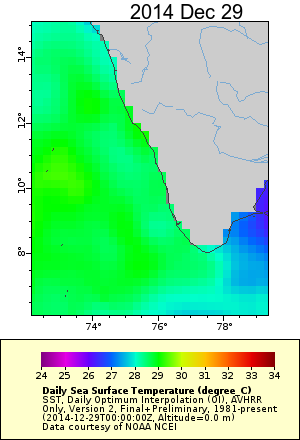 2014 Dec 29
14°
12°
10°
8°
74° 76° 78°
24 25 26 27 28 29 30 31 32 33 34
Daily Sea Surface Temperature (degree_C)
SST, Daily Optimum Interpolation (OI), AVHRR
Only, Version 2, Final+Preliminary, 1981-present
(2014-12-29T00:00:00Z, Altitude=0.0 m)
Data courtesy of NOAA NCEI